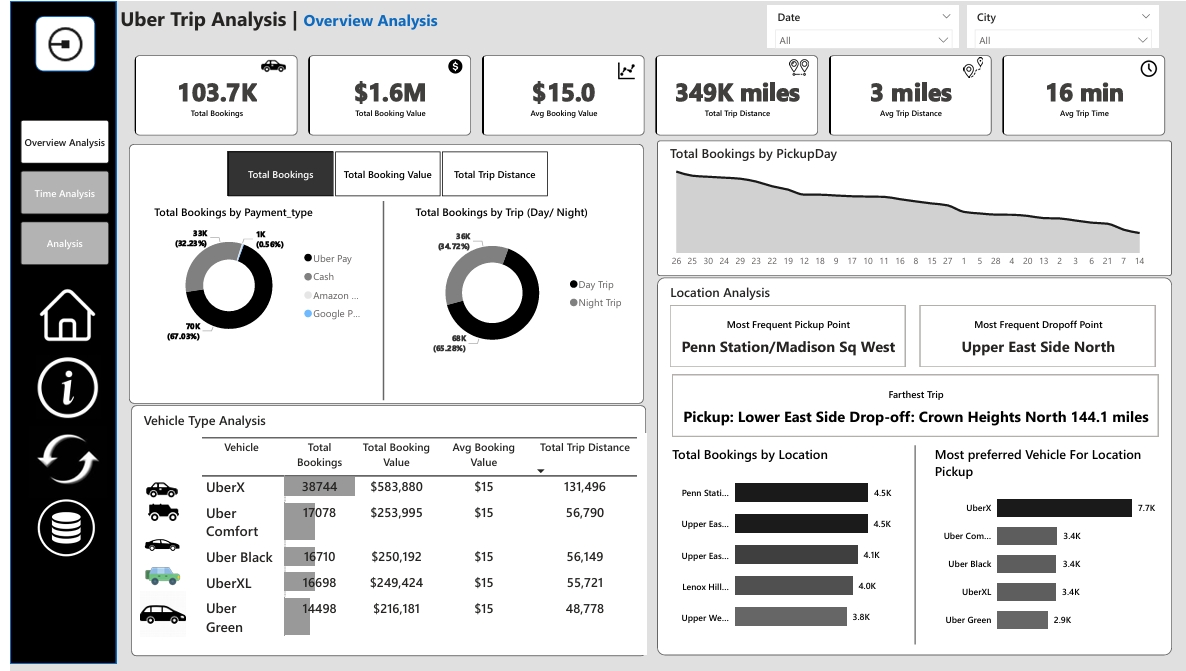 Uber Trip Analysis | Overview Analysis
Date
All
City
All
103.7K
Total Bookings
$1.6M
Total Booking Value
$15.0
Avg Booking Value
349K miles
Total Trip Distance
3 miles
Avg Trip Distance
16 min
Avg Trip Time
Overview Analysis
Time Analysis
Analysis
Total Bookings
Total Booking Value
Total Trip Distance
Total Bookings by Payment_type
33K
(32.23%)
1K
(0.56%)
70K
(67.03%)
Uber Pay
Cash
Amazon ...
Google P...
Total Bookings by Trip (Day/ Night)
36K
(34.72%)
68K
(65.28%)
Day Trip
Night Trip
Total Bookings by PickupDay
26 25 30 24 29 23 22 19 12 18 9 17 10 11 16 8 15 27 1 5 28 4 20 13 2 3 6 21 7 14
Location Analysis
Most Frequent Pickup Point
Penn Station/Madison Sq West
Most Frequent Dropoff Point
Upper East Side North
Farthest Trip
Pickup: Lower East Side Drop-off: Crown Heights North 144.1 miles
Vehicle Type Analysis
Vehicle Total Bookings Total Booking Value Avg Booking Value Total Trip Distance
UberX 38744 $583,880 $15 131,496
Uber Comfort 17078 $253,995 $15 56,790
Uber Black 16710 $250,192 $15 56,149
UberXL 16698 $249,424 $15 55,721
Uber Green 14498 $216,181 $15 48,778
Total Bookings by Location
Penn Stati... 4.5K
Upper Eas... 4.5K
Upper Eas... 4.1K
Lenox Hill... 4.0K
Upper We... 3.8K
Most preferred Vehicle For Location
Pickup
UberX 7.7K
Uber Com... 3.4K
Uber Black 3.4K
UberXL 3.4K
Uber Green 2.9K